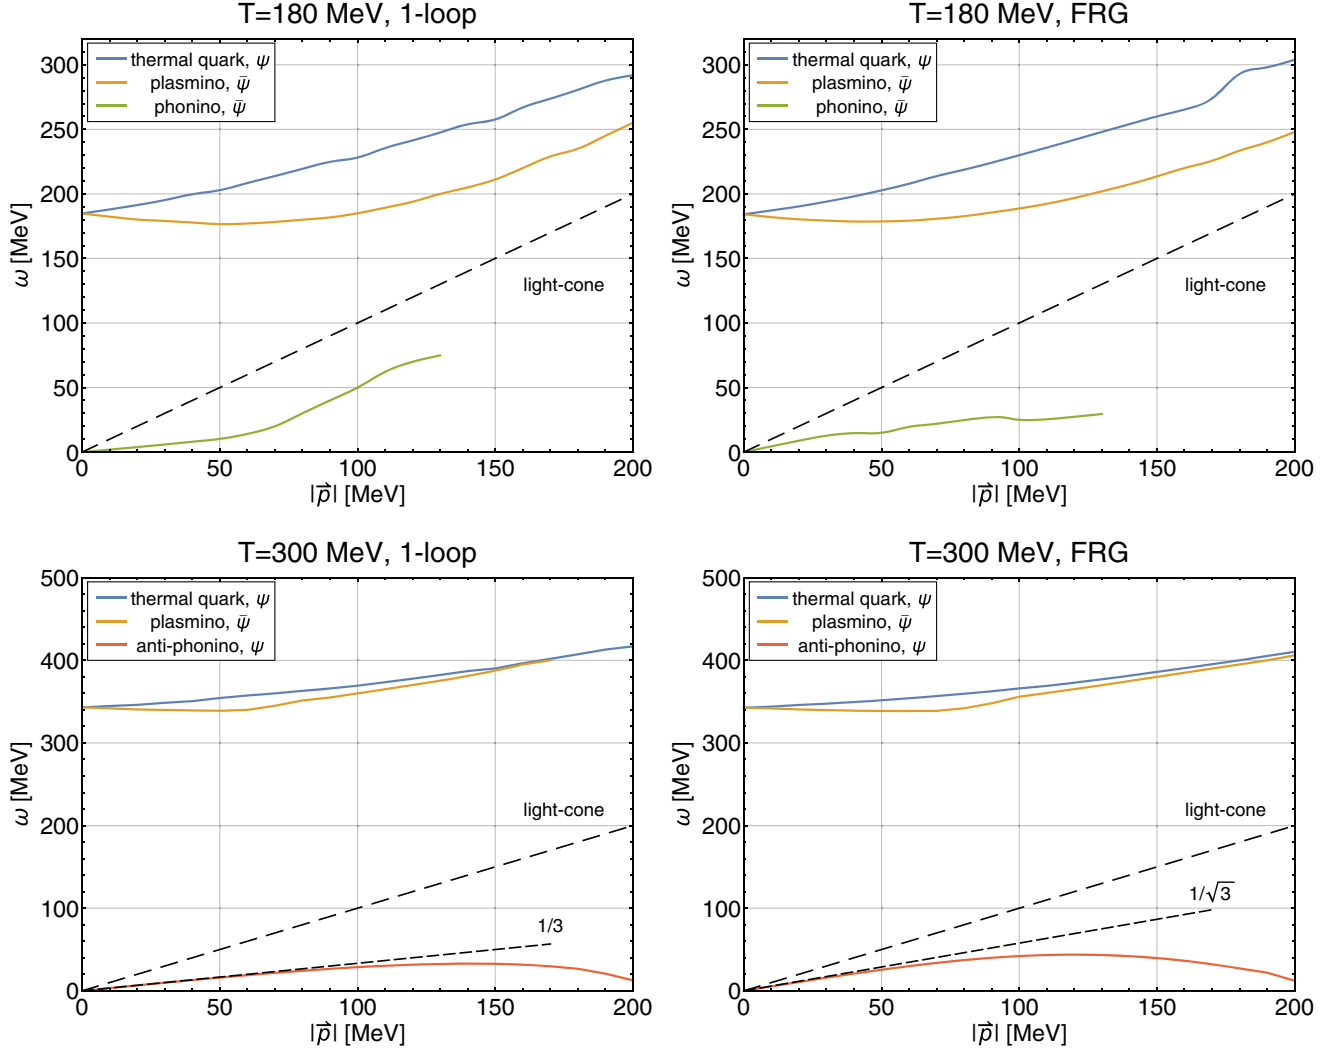 T=180 MeV, 1-loop
thermal quark, ψ
plasmino, ψ̄
phonino, ψ̄
light-cone
ω [MeV]
300
250
200
150
100
50
0
0 50 100 150 200
|p⃗| [MeV]
T=180 MeV, FRG
thermal quark, ψ
plasmino, ψ̄
phonino, ψ̄
light-cone
ω [MeV]
300
250
200
150
100
50
0
0 50 100 150 200
|p⃗| [MeV]
T=300 MeV, 1-loop
thermal quark, ψ
plasmino, ψ̄
anti-phonino, ψ
light-cone
1/3
ω [MeV]
500
400
300
200
100
0
0 50 100 150 200
|p⃗| [MeV]
T=300 MeV, FRG
thermal quark, ψ
plasmino, ψ̄
anti-phonino, ψ
light-cone
1/√3
ω [MeV]
500
400
300
200
100
0
0 50 100 150 200
|p⃗| [MeV]